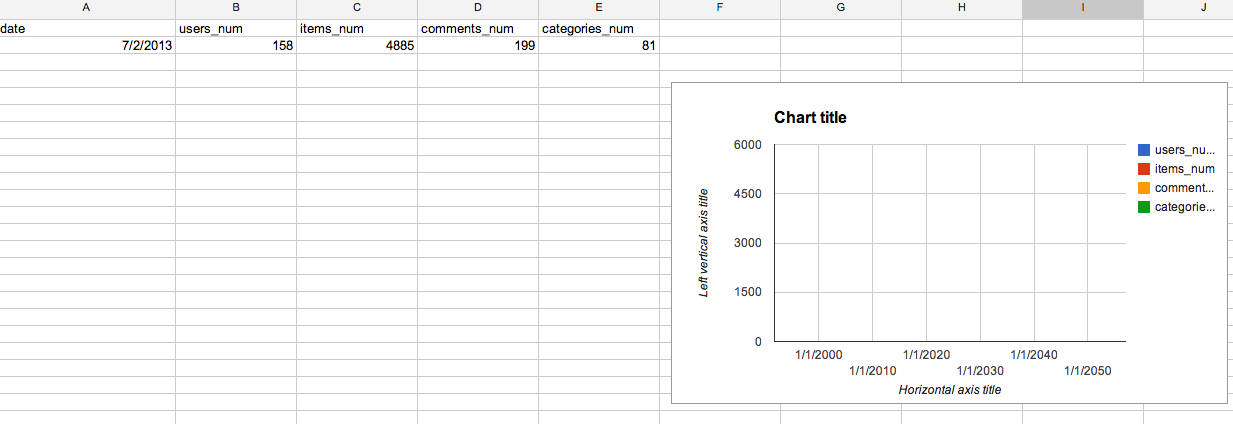 A B C D E F G H I J
date users_num items_num comments_num categories_num
7/2/2013 158 4885 199 81
Chart title
6000
4500
3000
1500
0
Left vertical axis title
users_nu...
items_num
comment...
categorie...
1/1/2000 1/1/2020 1/1/2040
1/1/2010 1/1/2030 1/1/2050
Horizontal axis title